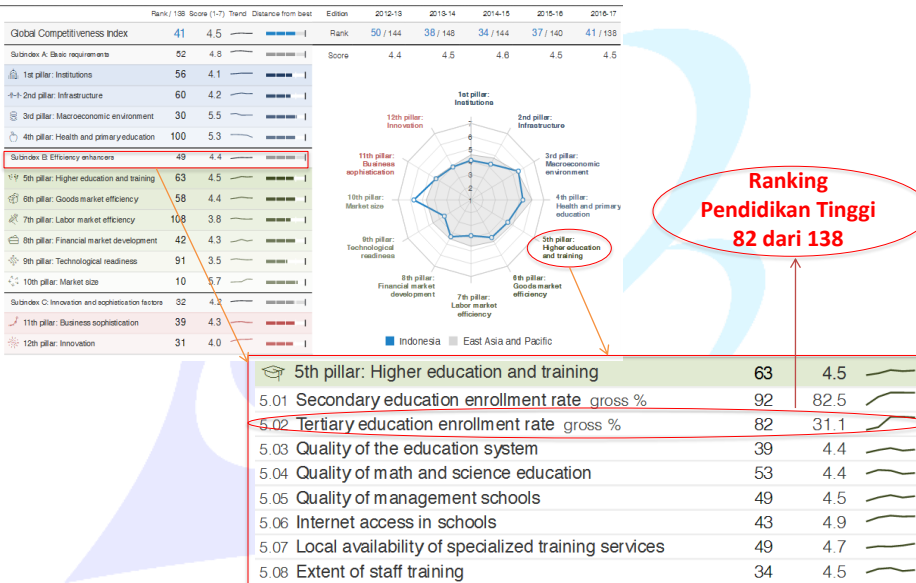 Rank / 138 Score (1-7) Trend Distance from best
Global Competitiveness Index 41 4.5
Subindex A: Basic requirements 52 4.8
1st pillar: Institutions 56 4.1
2nd pillar: Infrastructure 60 4.2
3rd pillar: Macroeconomic environment 30 5.5
4th pillar: Health and primary education 100 5.3
Subindex B: Efficiency enhancers 49 4.4
5th pillar: Higher education and training 63 4.5
6th pillar: Goods market efficiency 58 4.4
7th pillar: Labor market efficiency 108 3.8
8th pillar: Financial market development 42 4.3
9th pillar: Technological readiness 91 3.5
10th pillar: Market size 10 5.7
Subindex C: Innovation and sophistication factors 32 4.2
11th pillar: Business sophistication 39 4.3
12th pillar: Innovation 31 4.0
Edition 2012-13 2013-14 2014-15 2015-16 2016-17
Rank 50 / 144 38 / 148 34 / 144 37 / 140 41 / 138
Score 4.4 4.5 4.6 4.5 4.5
1st pillar:
Institutions
2nd pillar:
Infrastructure
3rd pillar:
Macroeconomic
environment
4th pillar:
Health and primary
education
5th pillar:
Higher education
and training
6th pillar:
Goods market
efficiency
7th pillar:
Labor market
efficiency
8th pillar:
Financial market
development
9th pillar:
Technological
readiness
10th pillar:
Market size
11th pillar:
Business
sophistication
12th pillar:
Innovation
7
6
5
4
3
2
1
Indonesia East Asia and Pacific
Ranking
Pendidikan Tinggi
82 dari 138
5th pillar: Higher education and training 63 4.5
5.01 Secondary education enrollment rate gross % 92 82.5
5.02 Tertiary education enrollment rate gross % 82 31.1
5.03 Quality of the education system 39 4.4
5.04 Quality of math and science education 53 4.4
5.05 Quality of management schools 49 4.5
5.06 Internet access in schools 43 4.9
5.07 Local availability of specialized training services 49 4.7
5.08 Extent of staff training 34 4.5